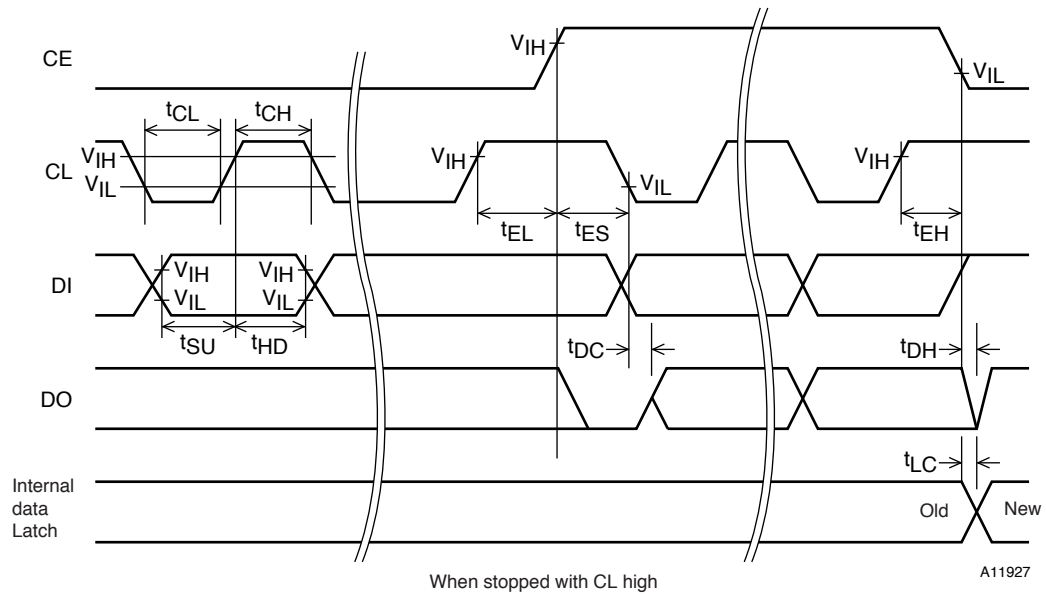 CE
VIH
VIL
tCL
tCH
CL
VIH
VIL
VIH
VIL
VIH
tEL
tES
tEH
DI
VIH
VIL
VIH
VIL
tSU
tHD
tDC
tDH
DO
tLC
Internal
data
Latch
Old
New
When stopped with CL high
A11927